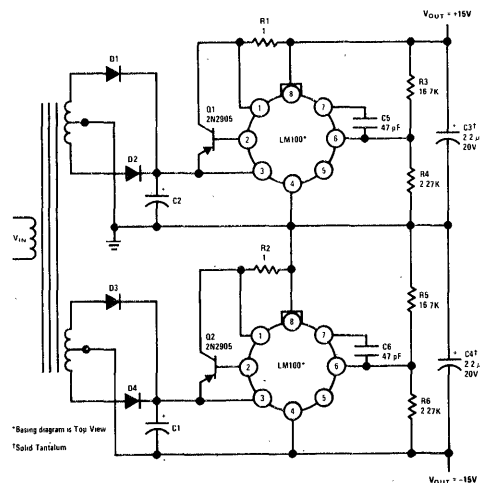 V_OUT = +15V
R1
1
D1
Q1
2N2905
8
1
7
C5
47 pF
R3
16 7K
2
LM100*
6
C3†
2 2 μ
20V
D2
3
5
4
R4
2 27K
C2
V_IN
R2
1
D3
R5
16 7K
Q2
2N2905
8
1
7
C6
47 pF
2
LM100*
6
C4†
2 2 μ
20V
D4
3
5
4
R6
2 27K
C1
*Basing diagram is Top View
†Solid Tantalum
V_OUT = -15V